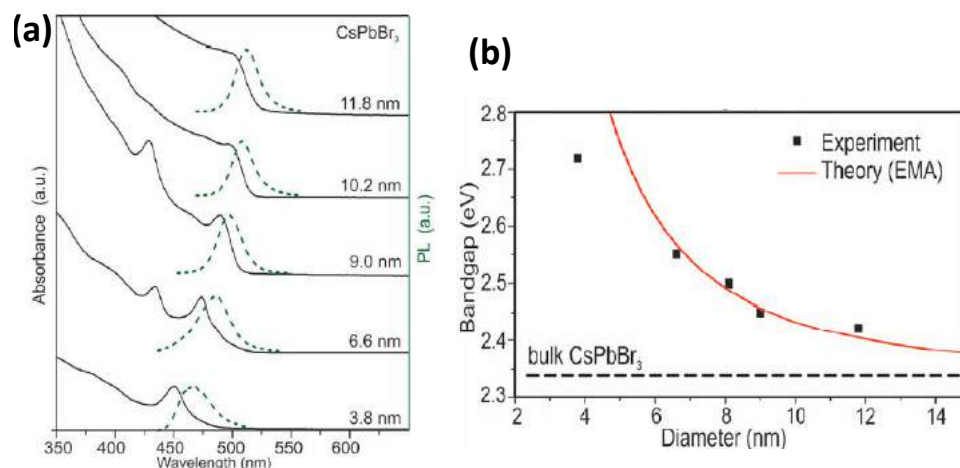 (a)
CsPbBr₃
11.8 nm
10.2 nm
9.0 nm
6.6 nm
3.8 nm
Absorbance (a.u.)
PL (a.u.)
350 400 450 500 550 600
Wavelength (nm)
(b)
2.8
2.7
2.6
2.5
2.4
2.3
Bandgap (eV)
Experiment
Theory (EMA)
bulk CsPbBr₃
2 4 6 8 10 12 14
Diameter (nm)